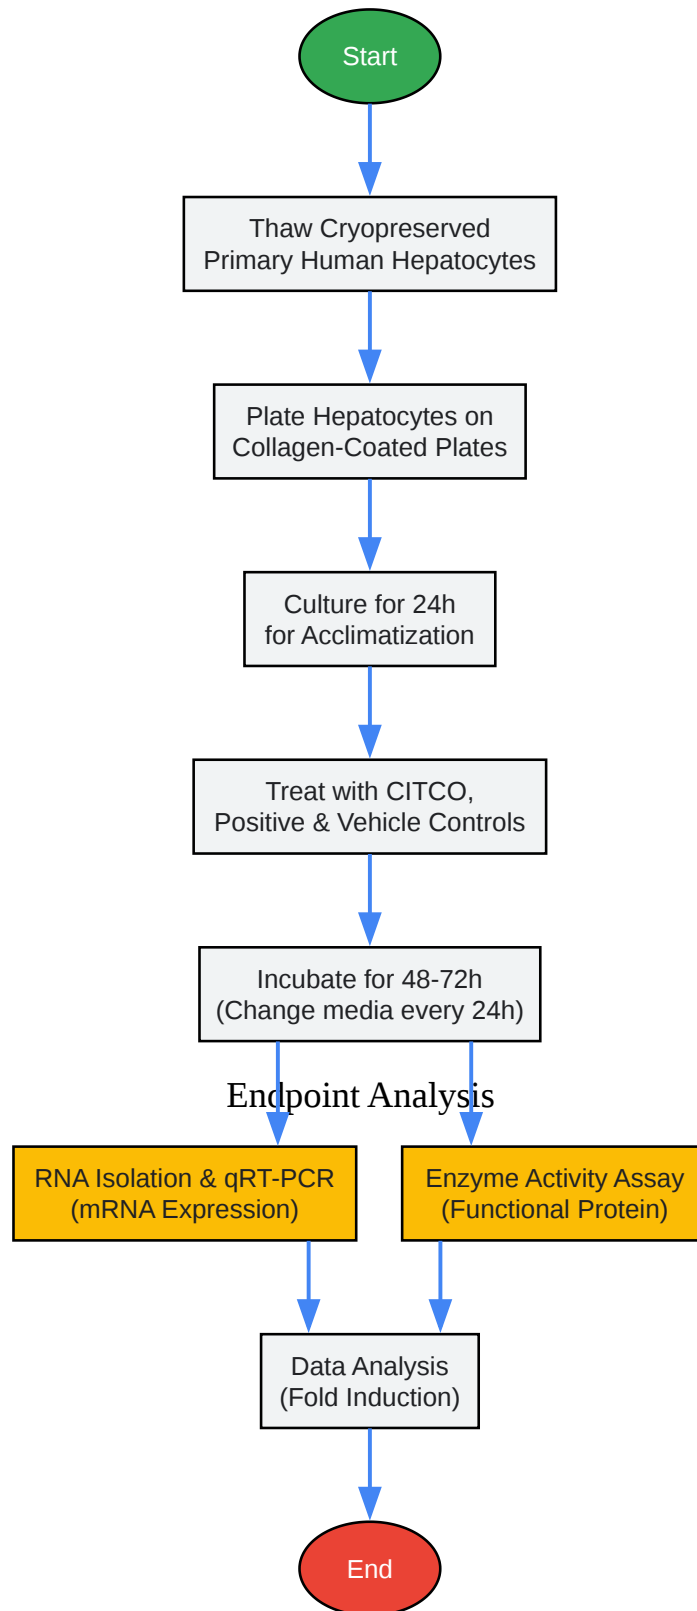 Start
Thaw Cryopreserved
Primary Human Hepatocytes
Plate Hepatocytes on
Collagen-Coated Plates
Culture for 24h
for Acclimatization
Treat with CITCO,
Positive & Vehicle Controls
Incubate for 48-72h
(Change media every 24h)
Endpoint Analysis
RNA Isolation & qRT-PCR
(mRNA Expression)
Enzyme Activity Assay
(Functional Protein)
Data Analysis
(Fold Induction)
End